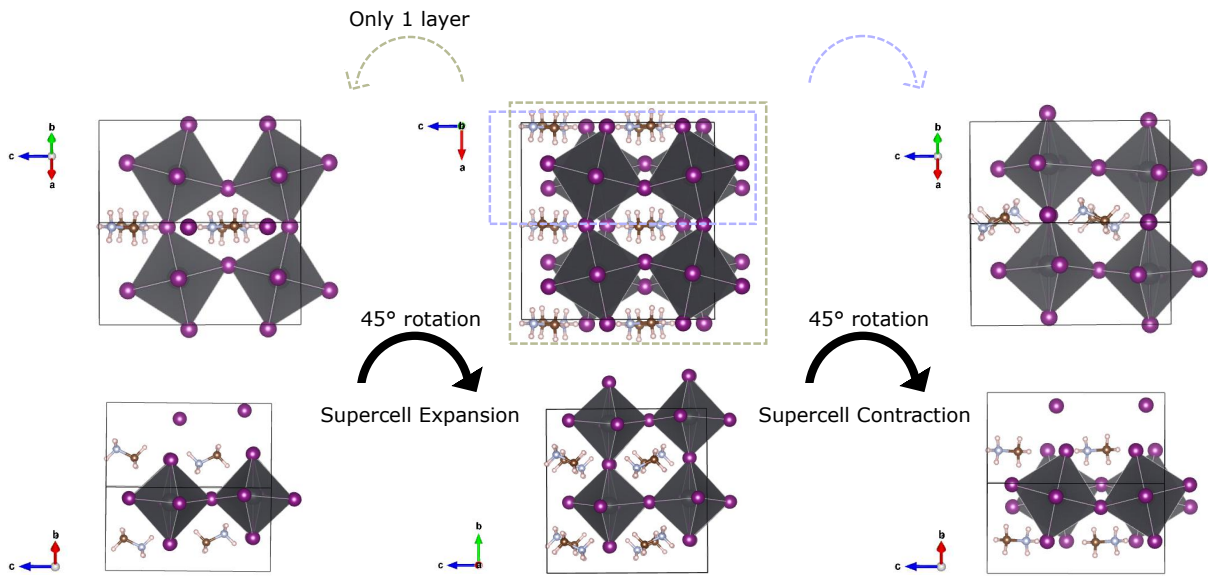 Only 1 layer
b
c
a
c
b
a
b
c
a
45° rotation
45° rotation
Supercell Expansion
Supercell Contraction
b
c
b
c
a
b
c